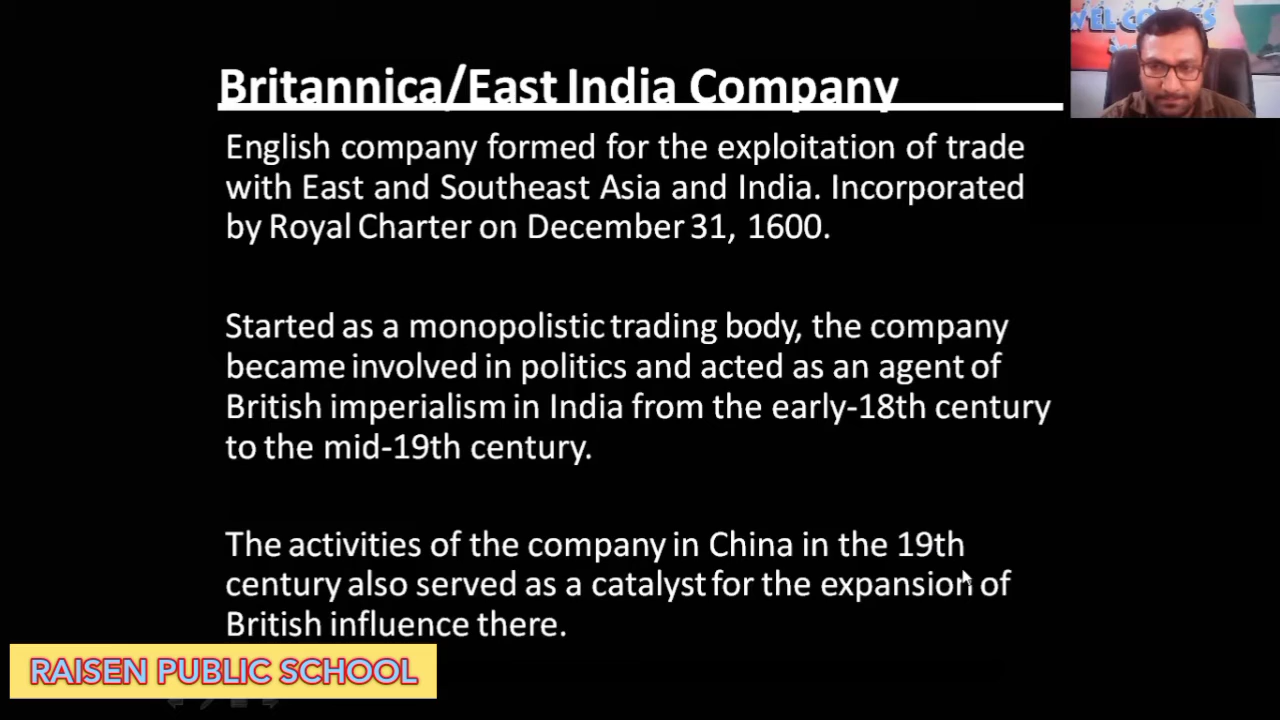 WELCOMES
Britannica/East India Company
English company formed for the exploitation of trade
with East and Southeast Asia and India. Incorporated
by Royal Charter on December 31, 1600.
Started as a monopolistic trading body, the company
became involved in politics and acted as an agent of
British imperialism in India from the early-18th century
to the mid-19th century.
The activities of the company in China in the 19th
century also served as a catalyst for the expansion of
British influence there.
RAISEN PUBLIC SCHOOL